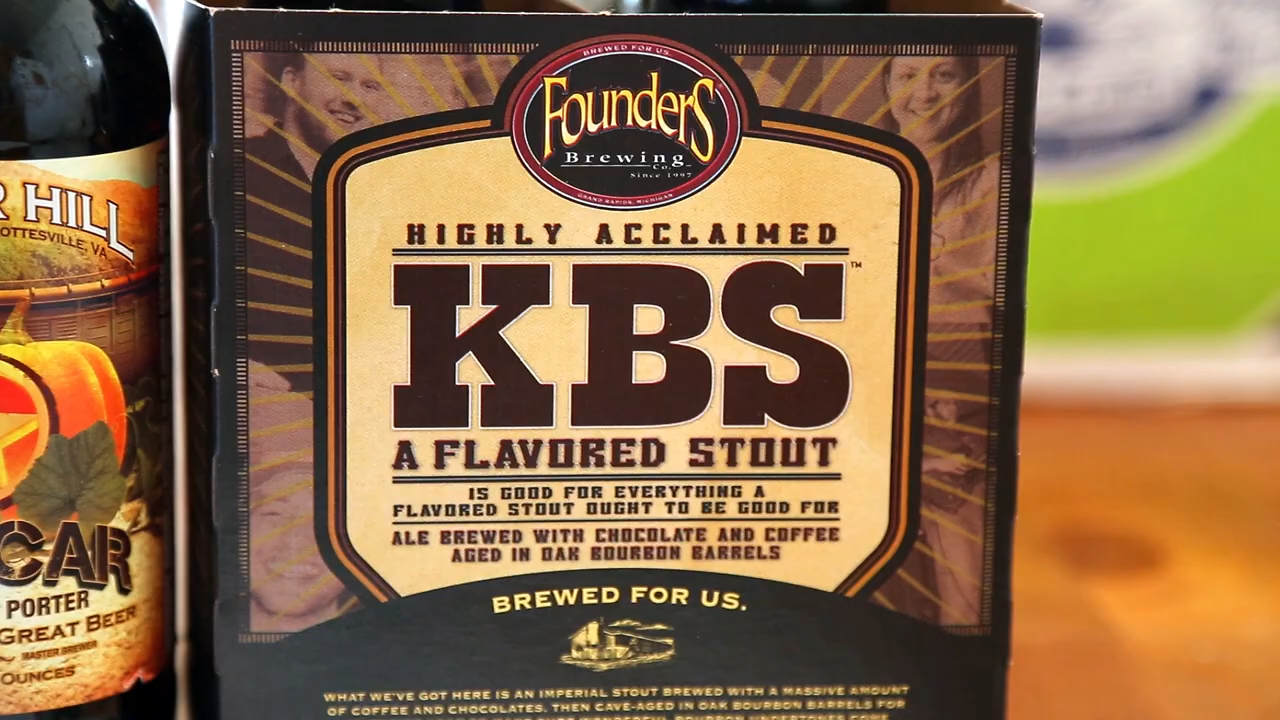 BREWED FOR US.
FOUNDERS
Brewing
Co.
Since 1997
GRAND RAPIDS, MICHIGAN
HIGHLY ACCLAIMED
KBS™
A FLAVORED STOUT
IS GOOD FOR EVERYTHING A
FLAVORED STOUT OUGHT TO BE GOOD FOR
ALE BREWED WITH CHOCOLATE AND COFFEE
AGED IN OAK BOURBON BARRELS
BREWED FOR US.
WHAT WE'VE GOT HERE IS AN IMPERIAL STOUT BREWED WITH A MASSIVE AMOUNT
OF COFFEE AND CHOCOLATES, THEN CAVE-AGED IN OAK BOURBON BARRELS FOR
R HILL
OTTESVILLE, VA
CAR
PORTER
GREAT BEER
MASTER BREWER
OUNCES